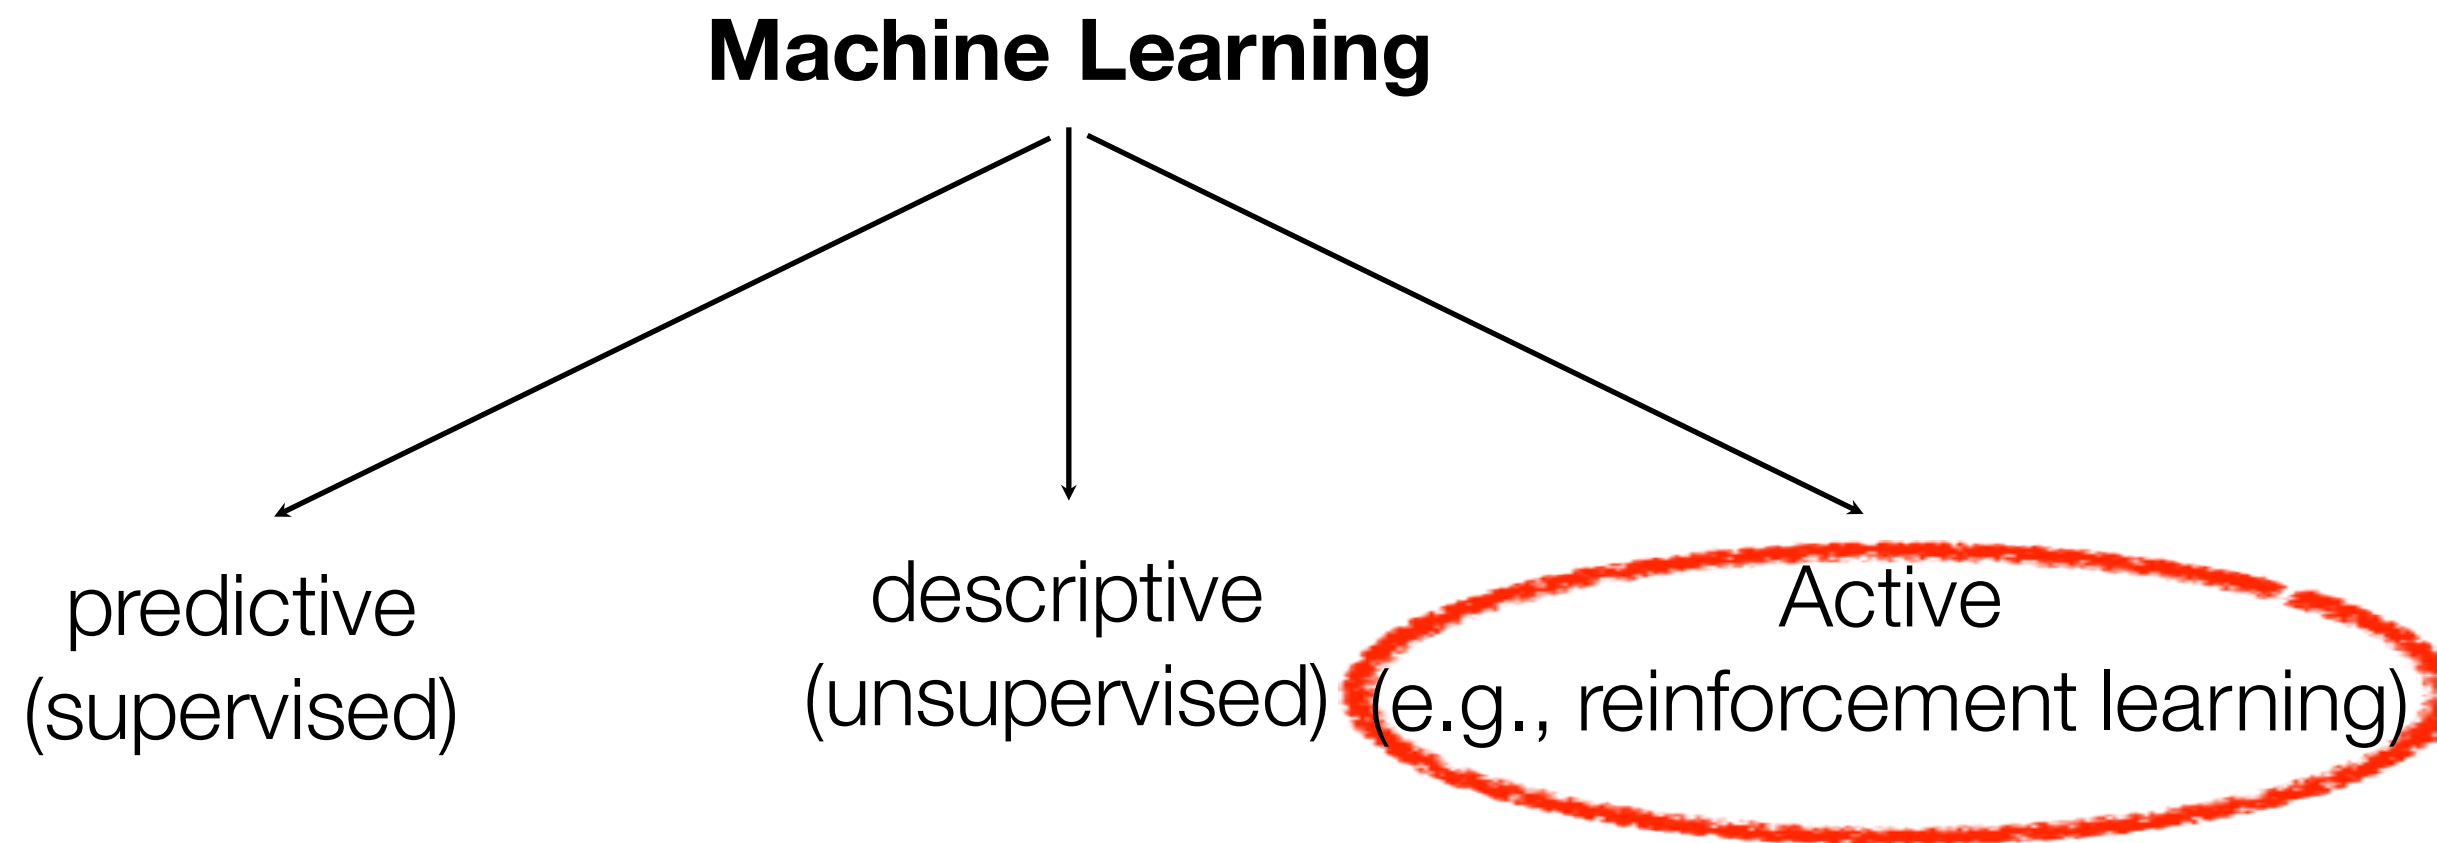 Machine Learning
predictive
(supervised)
descriptive
(unsupervised)
Active
(e.g., reinforcement learning)